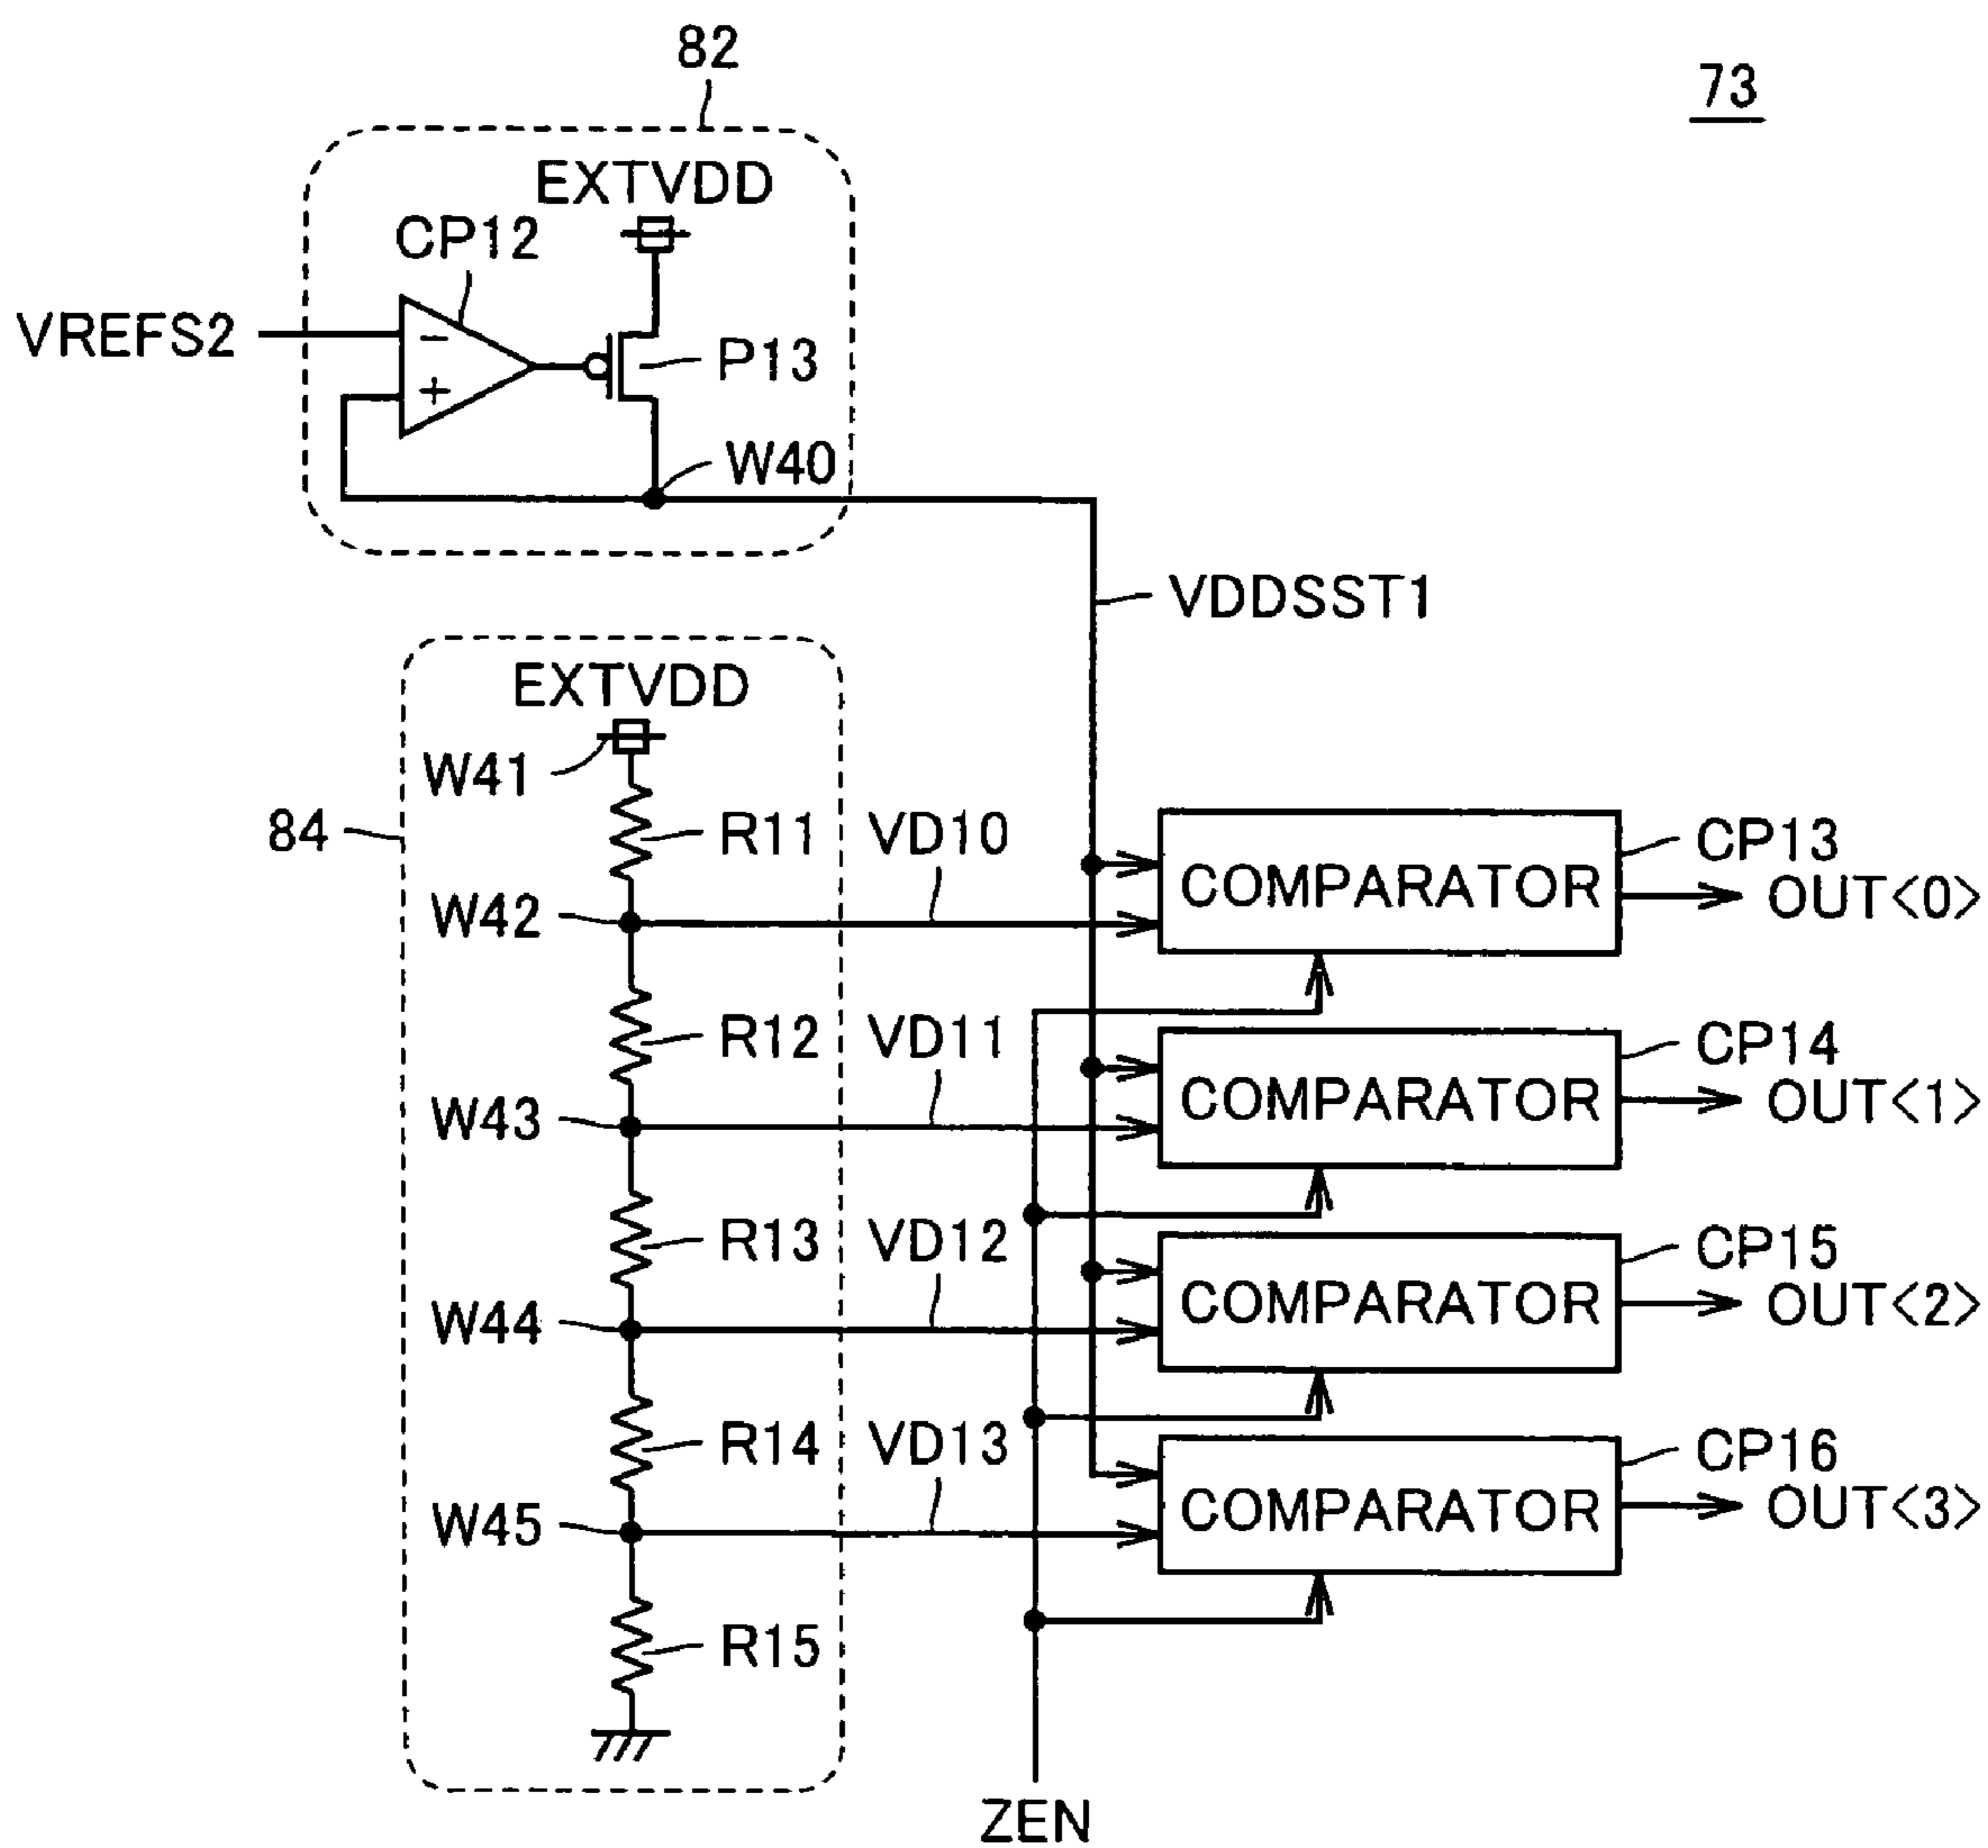 82
73
EXTVDD
CP12
VREFS2
−
+
P13
W40
VDDSST1
EXTVDD
W41
84
R11
VD10
CP13
COMPARATOR
OUT<0>
W42
R12
VD11
CP14
COMPARATOR
OUT<1>
W43
R13
VD12
CP15
COMPARATOR
OUT<2>
W44
R14
VD13
CP16
COMPARATOR
OUT<3>
W45
R15
ZEN